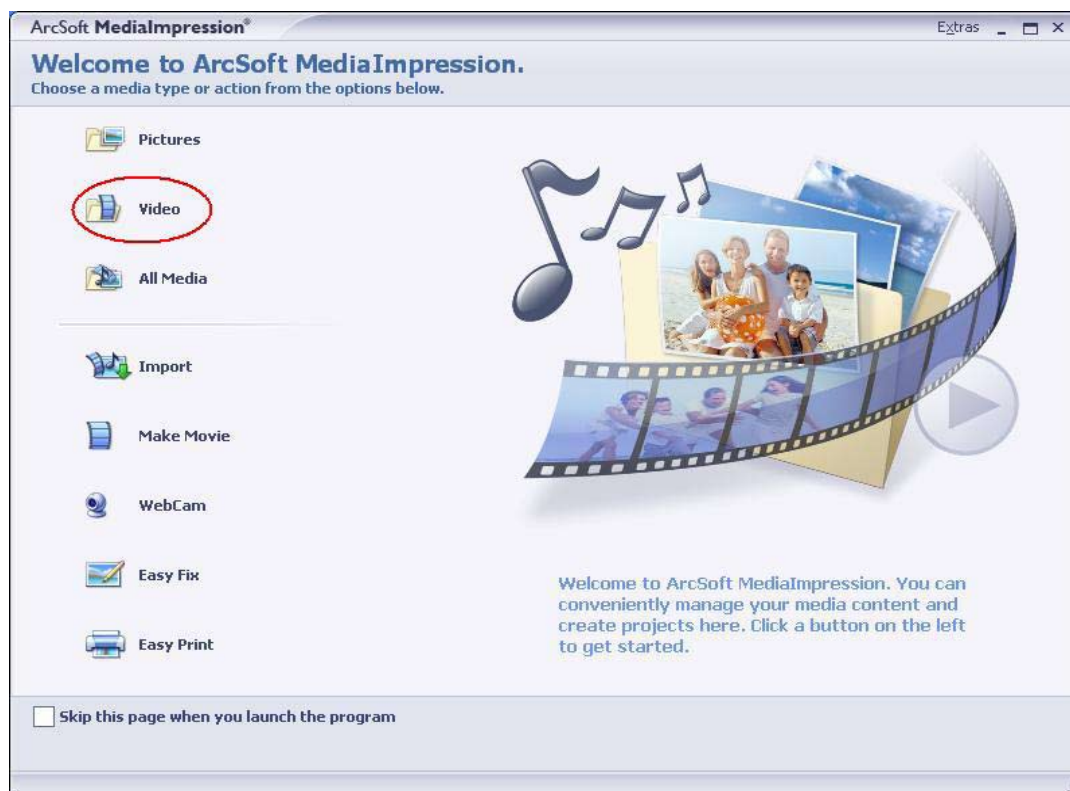 ArcSoft MediaImpression® Extras
Welcome to ArcSoft MediaImpression.
Choose a media type or action from the options below.
Pictures
Video
All Media
Import
Make Movie
WebCam
Easy Fix
Easy Print
Welcome to ArcSoft MediaImpression. You can
conveniently manage your media content and
create projects here. Click a button on the left
to get started.
Skip this page when you launch the program